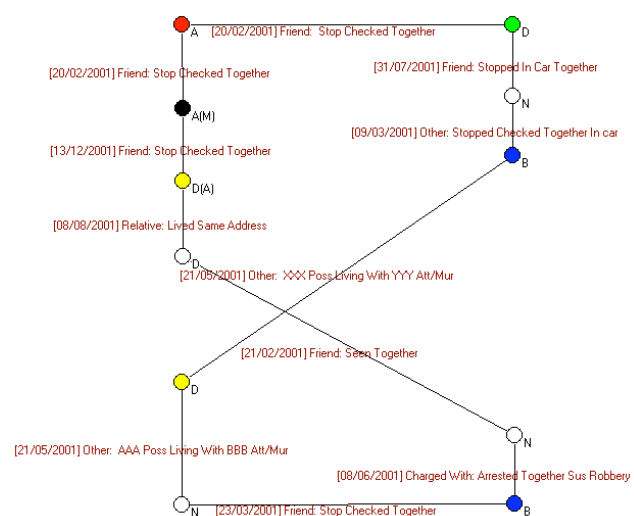 A
D
[20/02/2001] Friend: Stop Checked Together
[31/07/2001] Friend: Stopped In Car Together
[20/02/2001] Friend: Stop Checked Together
N
A(M)
[09/03/2001] Other: Stopped Checked Together In car
[13/12/2001] Friend: Stop Checked Together
B
D(A)
[08/08/2001] Relative: Lived Same Address
D
[21/05/2001] Other: XXX Poss Living With YYY Att/Mur
[21/02/2001] Friend: Seen Together
D
N
[21/05/2001] Other: AAA Poss Living With BBB Att/Mur
[08/06/2001] Charged With: Arrested Together Sus Robbery
N
[23/03/2001] Friend: Stop Checked Together
B